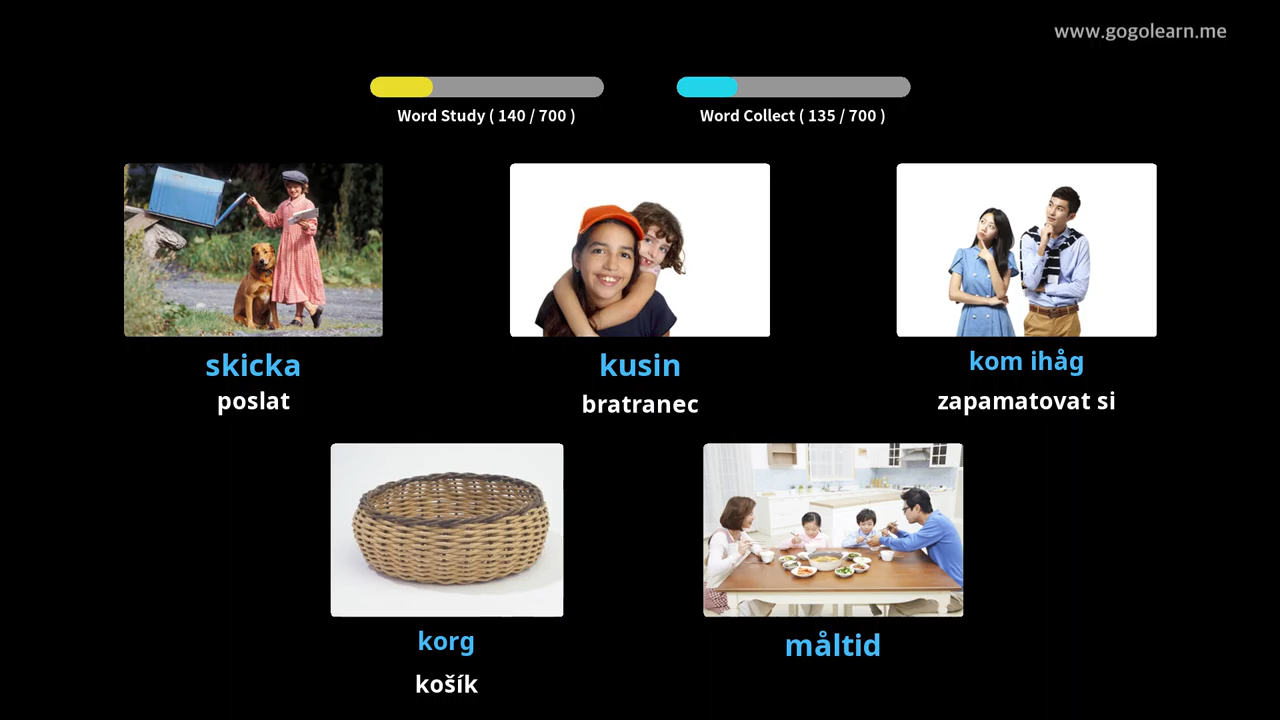 www.gogolearn.me
Word Study ( 140 / 700 )
Word Collect ( 135 / 700 )
skicka
poslat
kusin
bratranec
kom ihåg
zapamatovat si
korg
košík
måltid